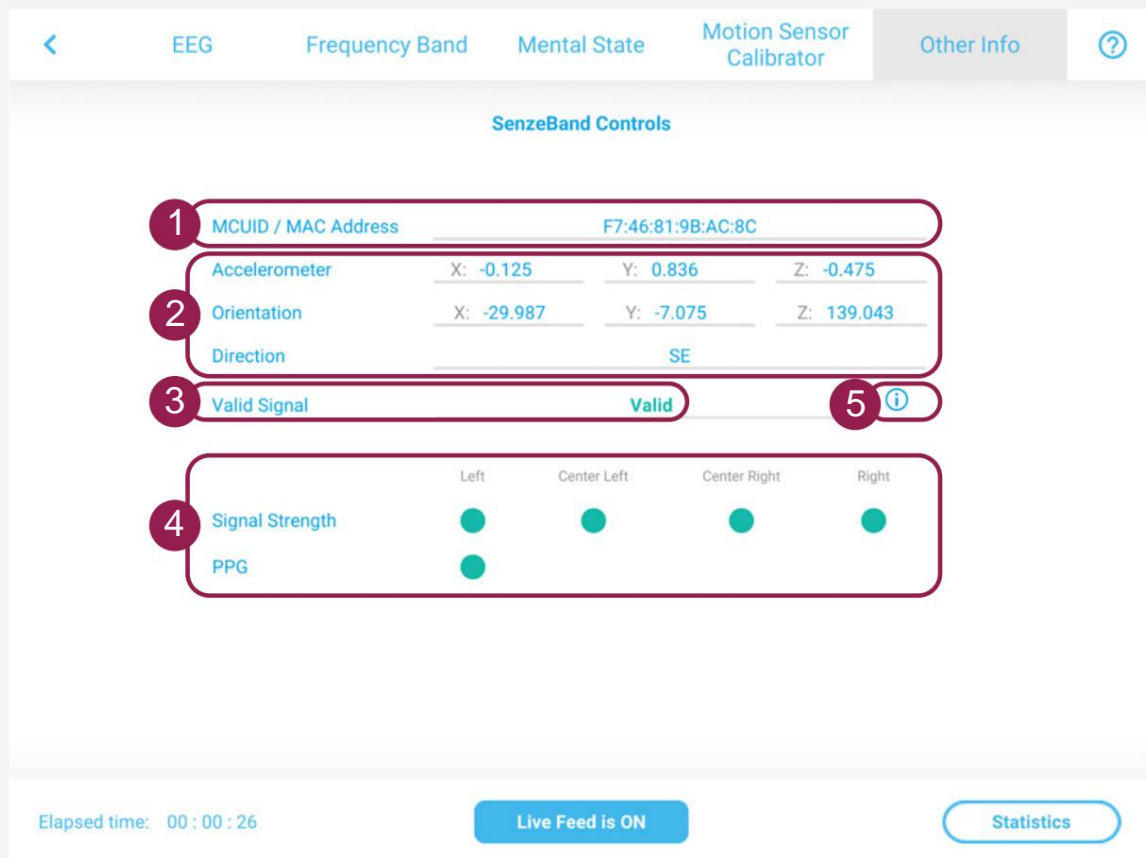 EEG Frequency Band Mental State Motion Sensor Calibrator Other Info ?
SenzeBand Controls
1 MCUID / MAC Address F7:46:81:9B:AC:8C
Accelerometer X: -0.125 Y: 0.836 Z: -0.475
2 Orientation X: -29.987 Y: -7.075 Z: 139.043
Direction SE
3 Valid Signal Valid 5 i
Left Center Left Center Right Right
4 Signal Strength
PPG
Elapsed time: 00 : 00 : 26 Live Feed is ON Statistics